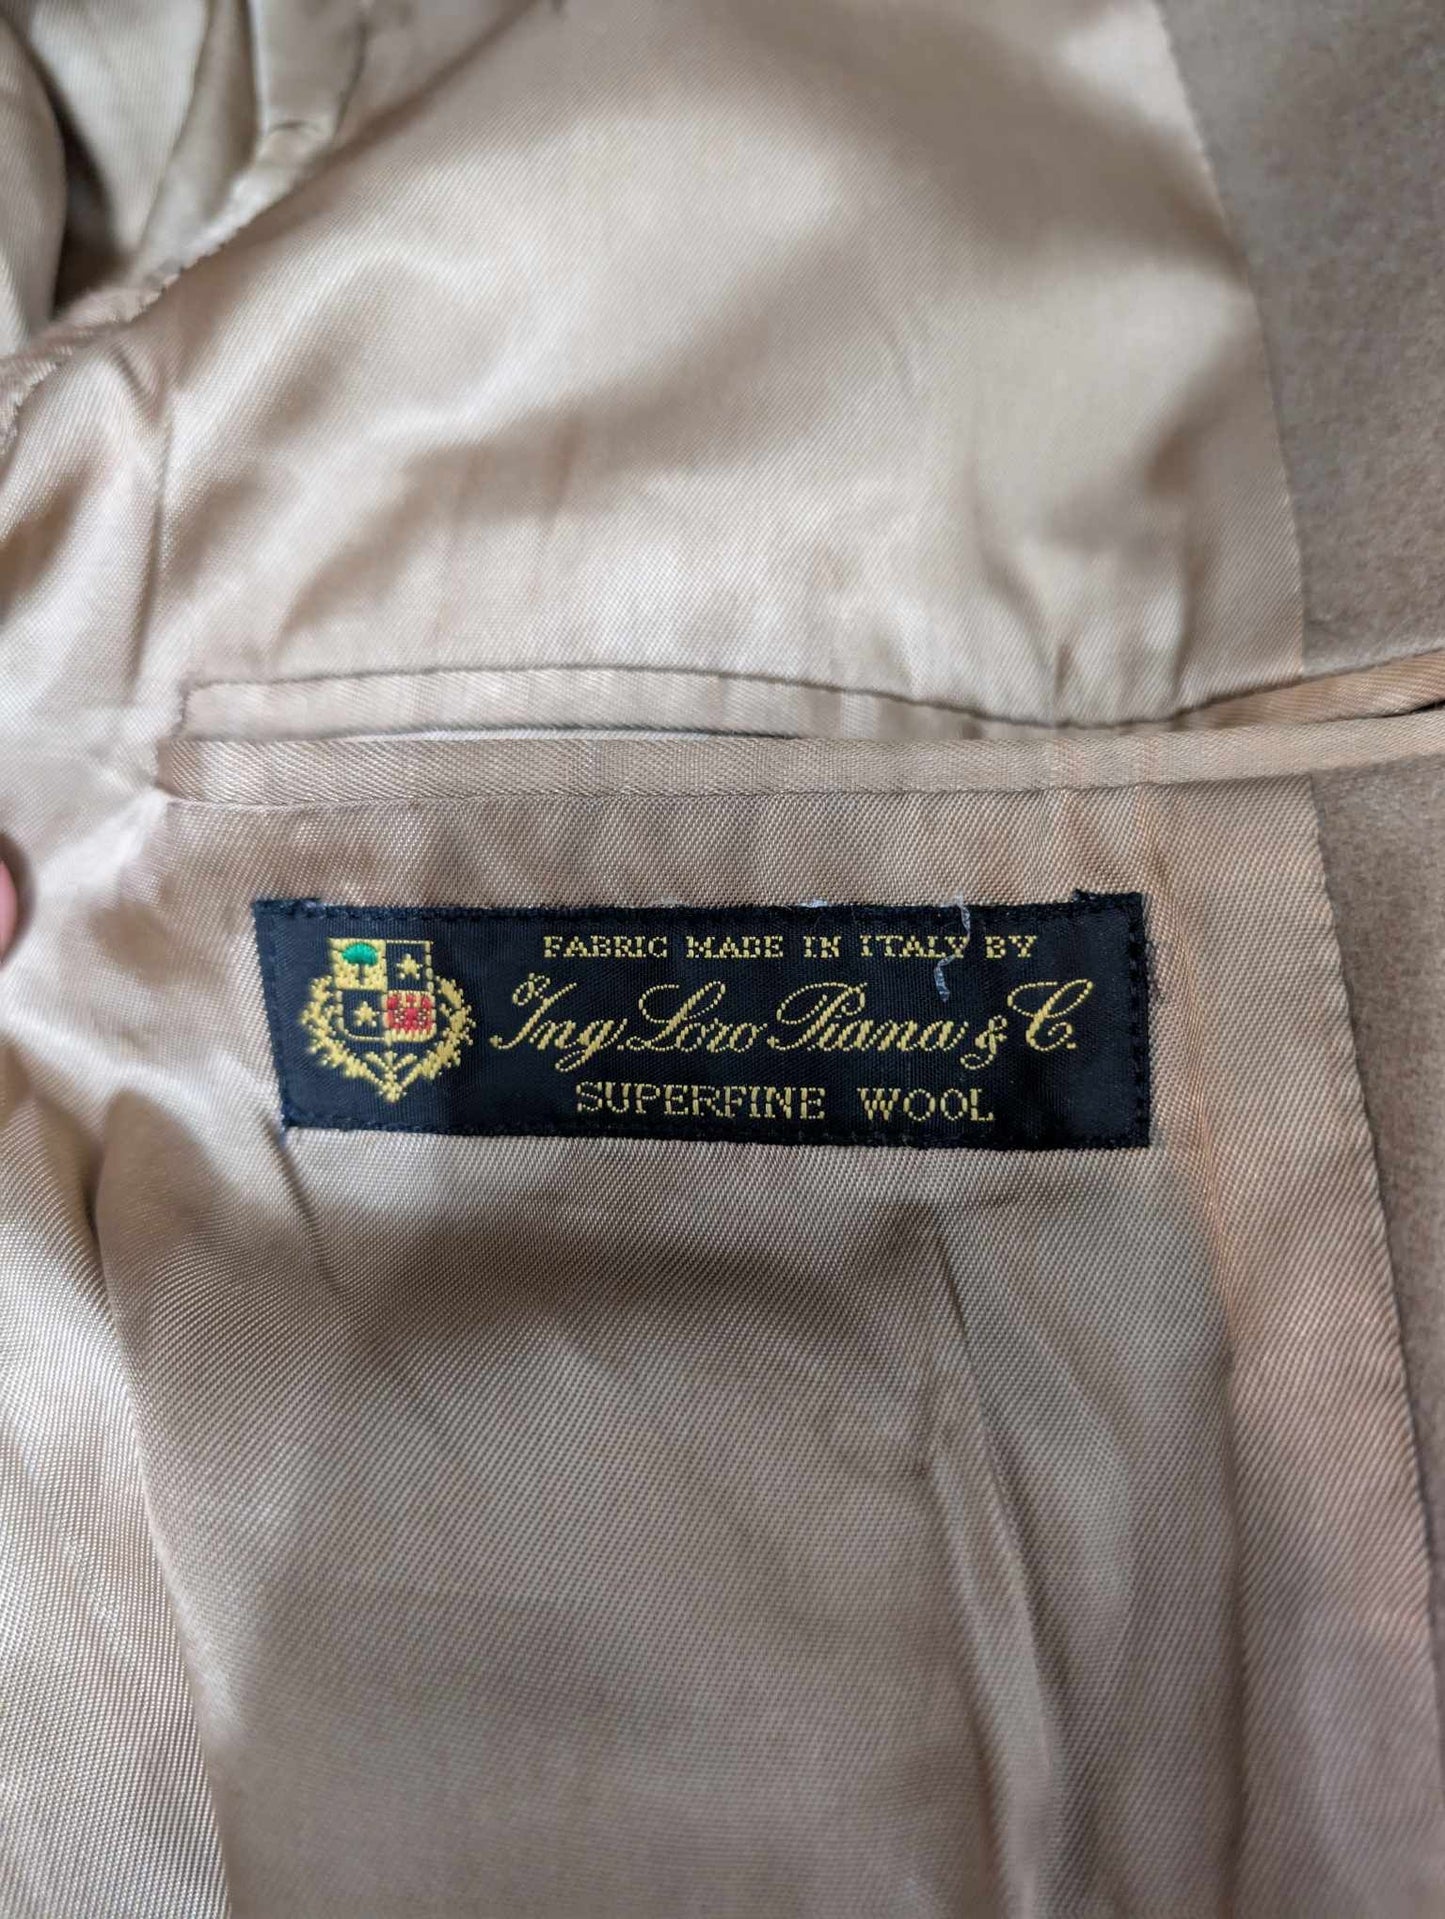 FABRIC MADE IN ITALY BY
Ing. Loro Piana & C.
SUPERFINE WOOL